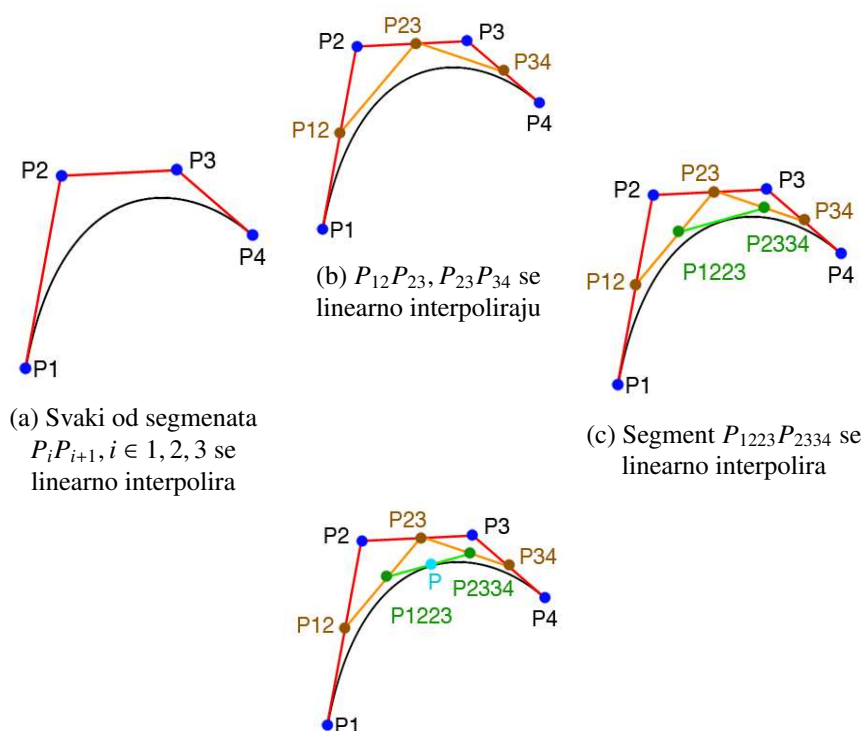 P2
P3
P4
P1
(a) Svaki od segmenata
P_iP_{i+1}, i ∈ 1, 2, 3 se
linearno interpolira
P23
P2
P3
P34
P12
P4
P1
(b) P_{12}P_{23}, P_{23}P_{34} se
linearno interpoliraju
P23
P2
P3
P34
P2334
P1223
P4
P12
P1
(c) Segment P_{1223}P_{2334} se
linearno interpolira
P23
P2
P3
P34
P
P2334
P1223
P4
P12
P1